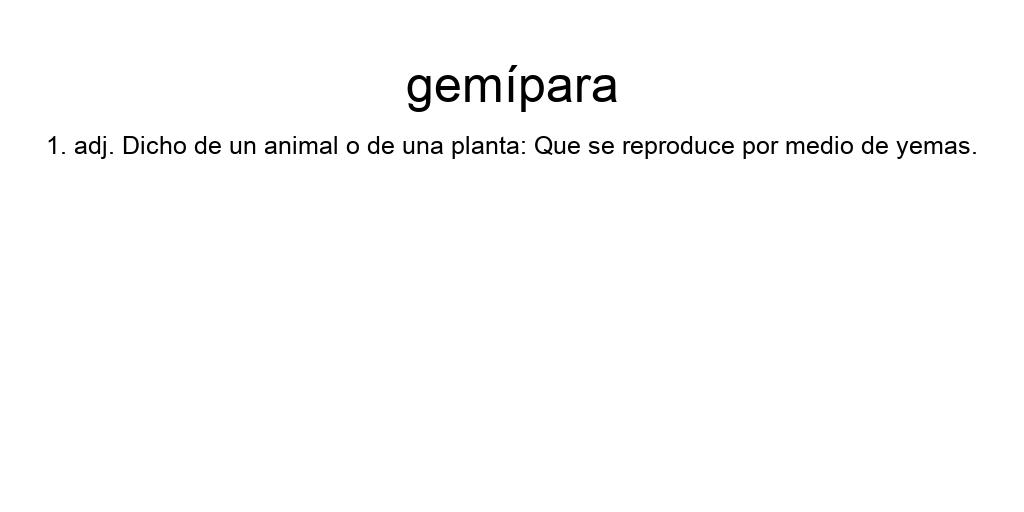 gemípara
1. adj. Dicho de un animal o de una planta: Que se reproduce por medio de yemas.